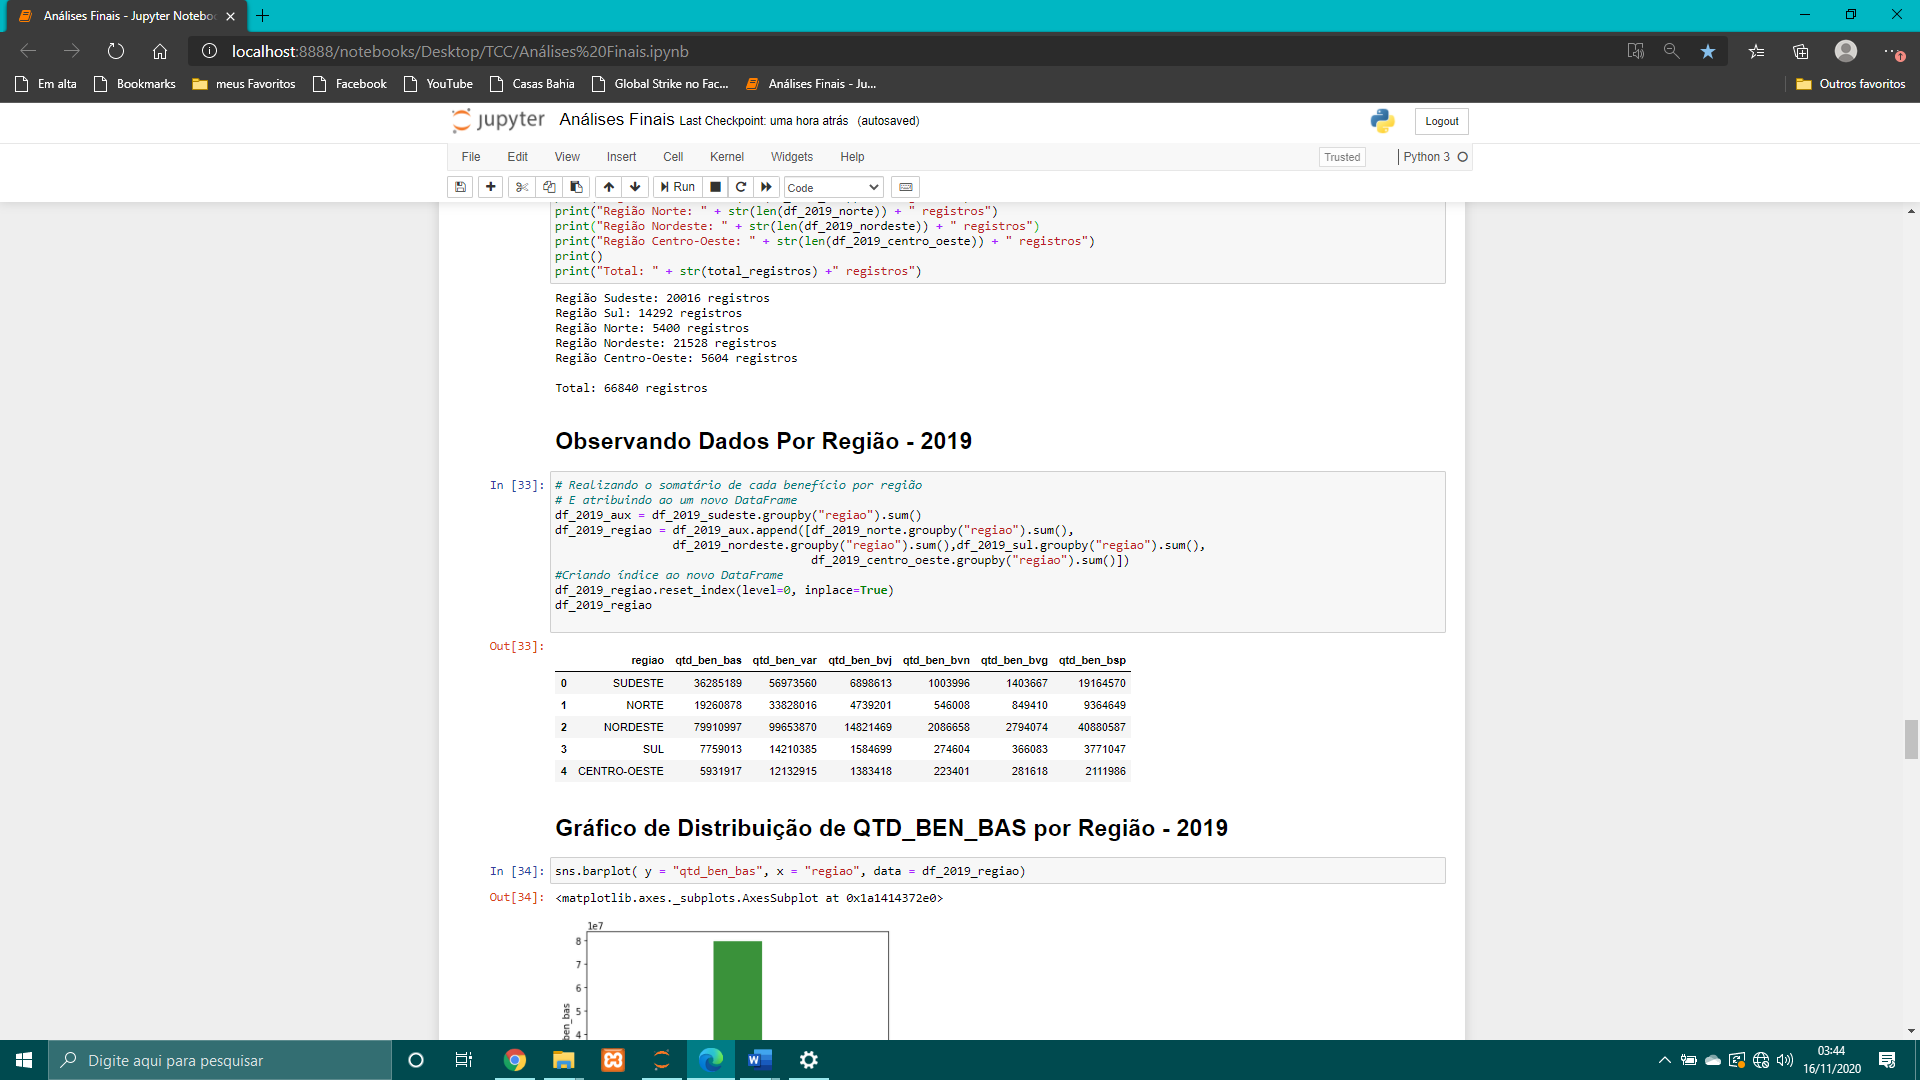 Análises Finais - Jupyter Notebo
localhost:8888/notebooks/Desktop/TCC/Análises%20Finais.ipynb
Em alta
Bookmarks
meus Favoritos
Facebook
YouTube
Casas Bahia
Global Strike no Fac...
Análises Finais - Ju...
Outros favoritos
jupyter Análises Finais Last Checkpoint: uma hora atrás (autosaved)
Logout
File Edit View Insert Cell Kernel Widgets Help
Trusted
Python 3
Run
Code
print("Região Norte: " + str(len(df_2019_norte)) + " registros")
print("Região Nordeste: " + str(len(df_2019_nordeste)) + " registros")
print("Região Centro-Oeste: " + str(len(df_2019_centro_oeste)) + " registros")
print()
print("Total: " + str(total_registros) +" registros")
Região Sudeste: 20016 registros
Região Sul: 14292 registros
Região Norte: 5400 registros
Região Nordeste: 21528 registros
Região Centro-Oeste: 5604 registros
Total: 66840 registros
Observando Dados Por Região - 2019
In [33]:
# Realizando o somatário de cada benefício por região
# E atribuindo ao um novo DataFrame
df_2019_aux = df_2019_sudeste.groupby("regiao").sum()
df_2019_regiao = df_2019_aux.append([df_2019_norte.groupby("regiao").sum(),
df_2019_nordeste.groupby("regiao").sum(),df_2019_sul.groupby("regiao").sum(),
df_2019_centro_oeste.groupby("regiao").sum()])
#Criando índice ao novo DataFrame
df_2019_regiao.reset_index(level=0, inplace=True)
df_2019_regiao
Out[33]:
regiao qtd_ben_bas qtd_ben_var qtd_ben_bvj qtd_ben_bvn qtd_ben_bvg qtd_ben_bsp
0 SUDESTE 36285189 56973560 6898613 1003996 1403667 19164570
1 NORTE 19260878 33828016 4739201 546008 849410 9364649
2 NORDESTE 79910997 99653870 14821469 2086658 2794074 40880587
3 SUL 7759013 14210385 1584699 274604 366083 3771047
4 CENTRO-OESTE 5931917 12132915 1383418 223401 281618 2111986
Gráfico de Distribuição de QTD_BEN_BAS por Região - 2019
In [34]:
sns.barplot( y = "qtd_ben_bas", x = "regiao", data = df_2019_regiao)
Out[34]:
<matplotlib.axes._subplots.AxesSubplot at 0x1a1414372e0>
1e7
8
7
6
5
4
ben_bas
Digite aqui para pesquisar
03:44
16/11/2020